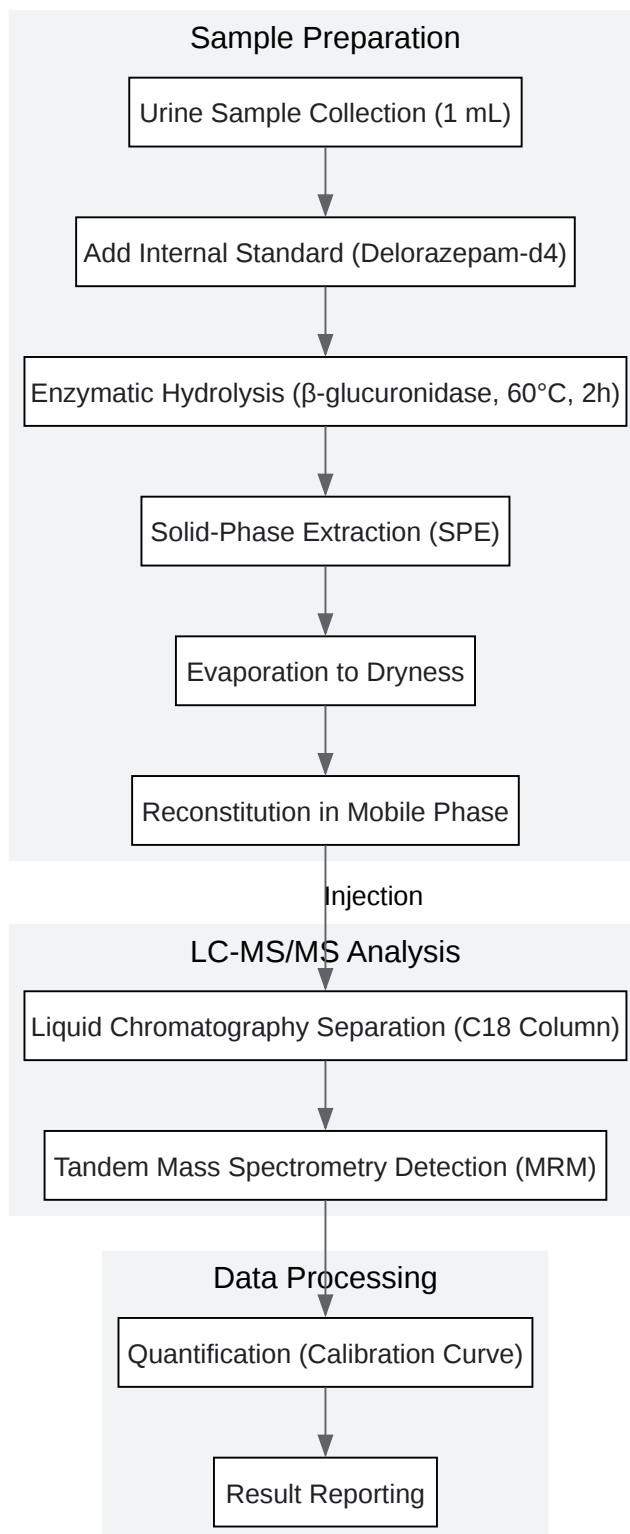 Sample Preparation
Urine Sample Collection (1 mL)
Add Internal Standard (Delorazepam-d4)
Enzymatic Hydrolysis (β-glucuronidase, 60°C, 2h)
Solid-Phase Extraction (SPE)
Evaporation to Dryness
Reconstitution in Mobile Phase
Injection
LC-MS/MS Analysis
Liquid Chromatography Separation (C18 Column)
Tandem Mass Spectrometry Detection (MRM)
Data Processing
Quantification (Calibration Curve)
Result Reporting